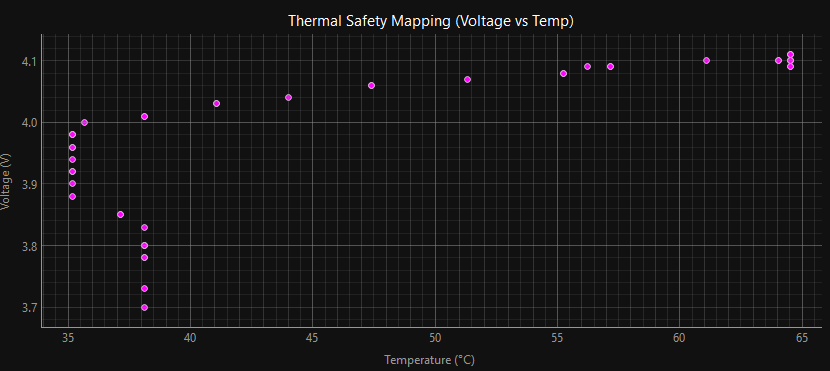 Thermal Safety Mapping (Voltage vs Temp)
Voltage (V)
4.1
4.0
3.9
3.8
3.7
35 40 45 50 55 60 65
Temperature (°C)